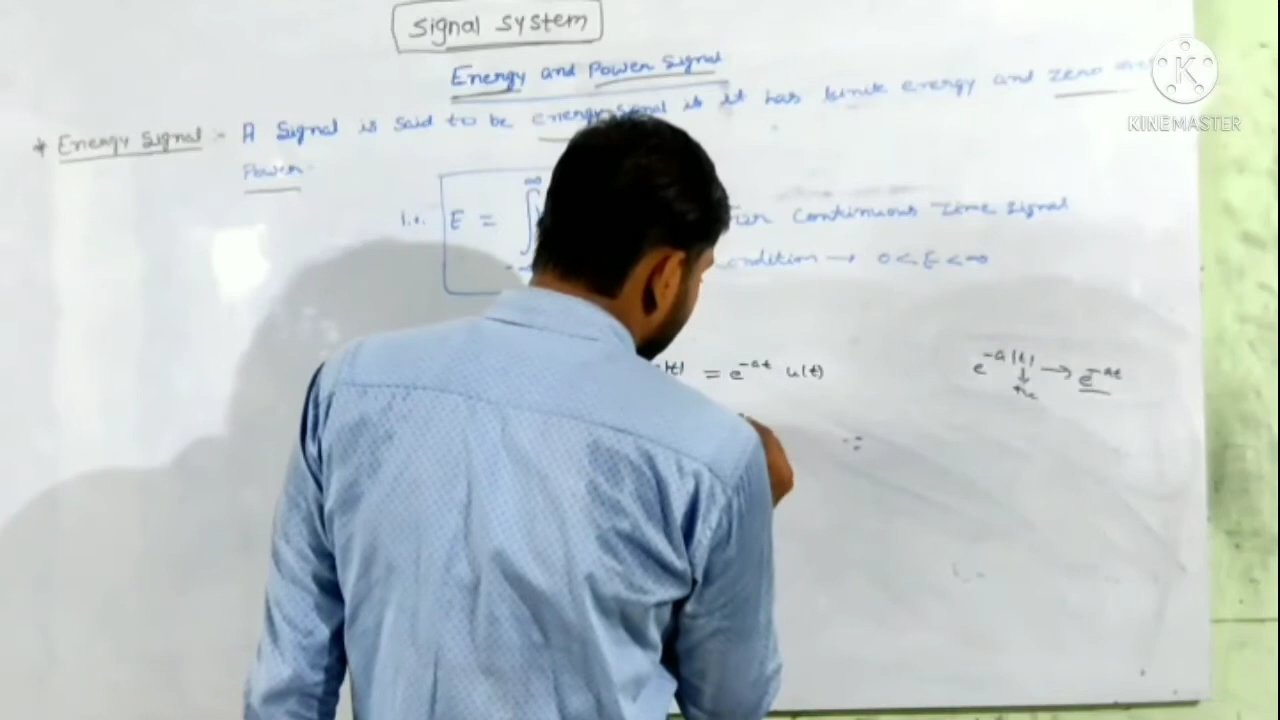 Signal System
Energy and Power Signal
* Energy Signal :- A Signal is said to be energy signal if it has finite energy and zero
Power.
i.e. E = ∫ ∞ -∞ For Continuous Time Signal
condition → 0 < E < ∞
= e^-at u(t)
e^-a|t| → e^-at
↓
K
KINEMASTER